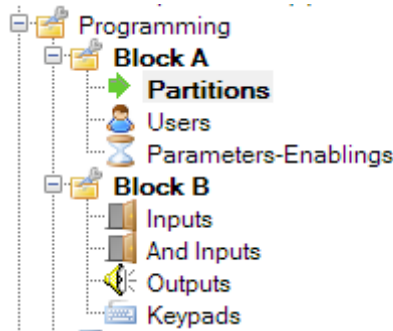 Programming
Block A
Partitions
Users
Parameters-Enablings
Block B
Inputs
And Inputs
Outputs
Keypads